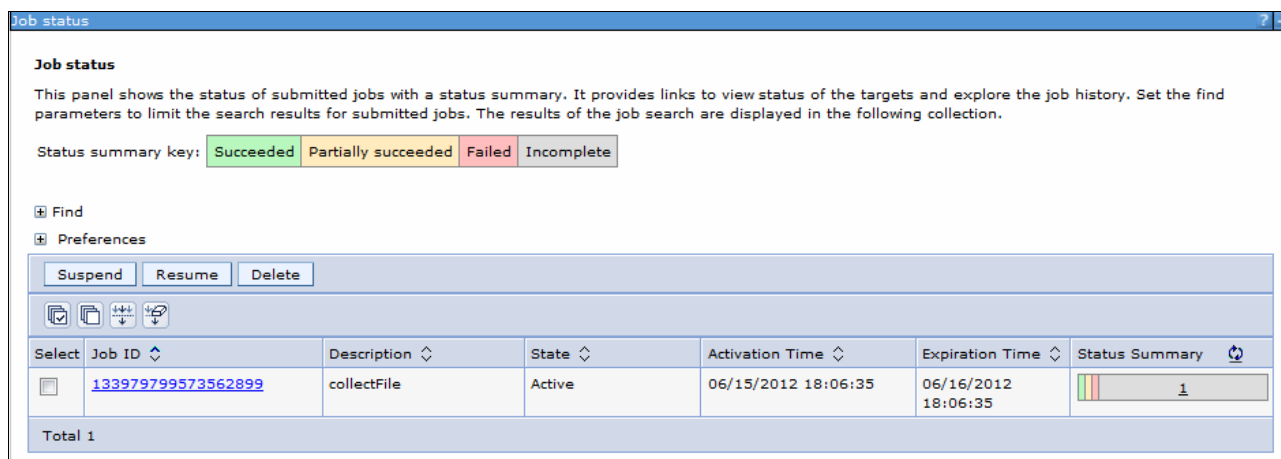 Job status ? -
Job status
This panel shows the status of submitted jobs with a status summary. It provides links to view status of the targets and explore the job history. Set the find
parameters to limit the search results for submitted jobs. The results of the job search are displayed in the following collection.
Status summary key: Succeeded Partially succeeded Failed Incomplete
+ Find
+ Preferences
Suspend Resume Delete
Select Job ID Description State Activation Time Expiration Time Status Summary
133979799573562899 collectFile Active 06/15/2012 18:06:35 06/16/2012 1
18:06:35
Total 1